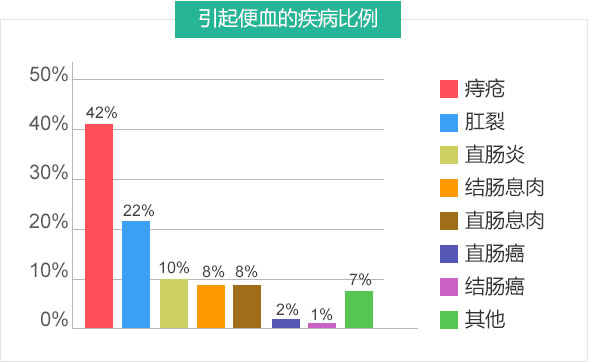 引起便血的疾病比例
50%
40%
30%
20%
10%
0%
42%
22%
10%
8%
8%
2%
1%
7%
痔疮
肛裂
直肠炎
结肠息肉
直肠息肉
直肠癌
结肠癌
其他